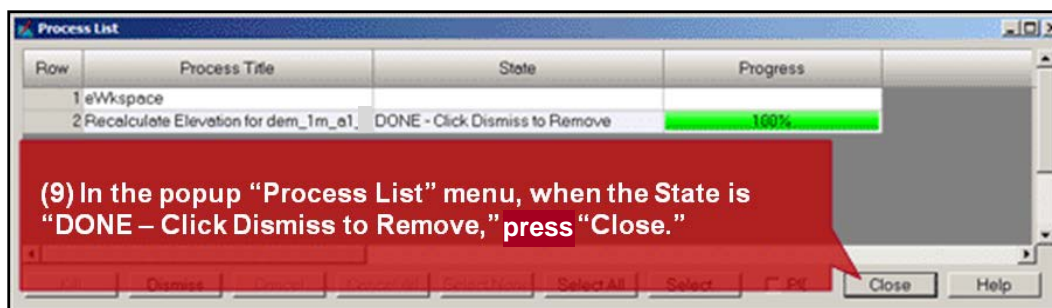 Process List
Row Process Title State Progress
1 eWkspace
2 Recalculate Elevation for dem_1m_a1_ DONE - Click Dismiss to Remove 100%
(9) In the popup “Process List” menu, when the State is
“DONE – Click Dismiss to Remove,” press “Close.”
Dismiss Select All Select... Close Help